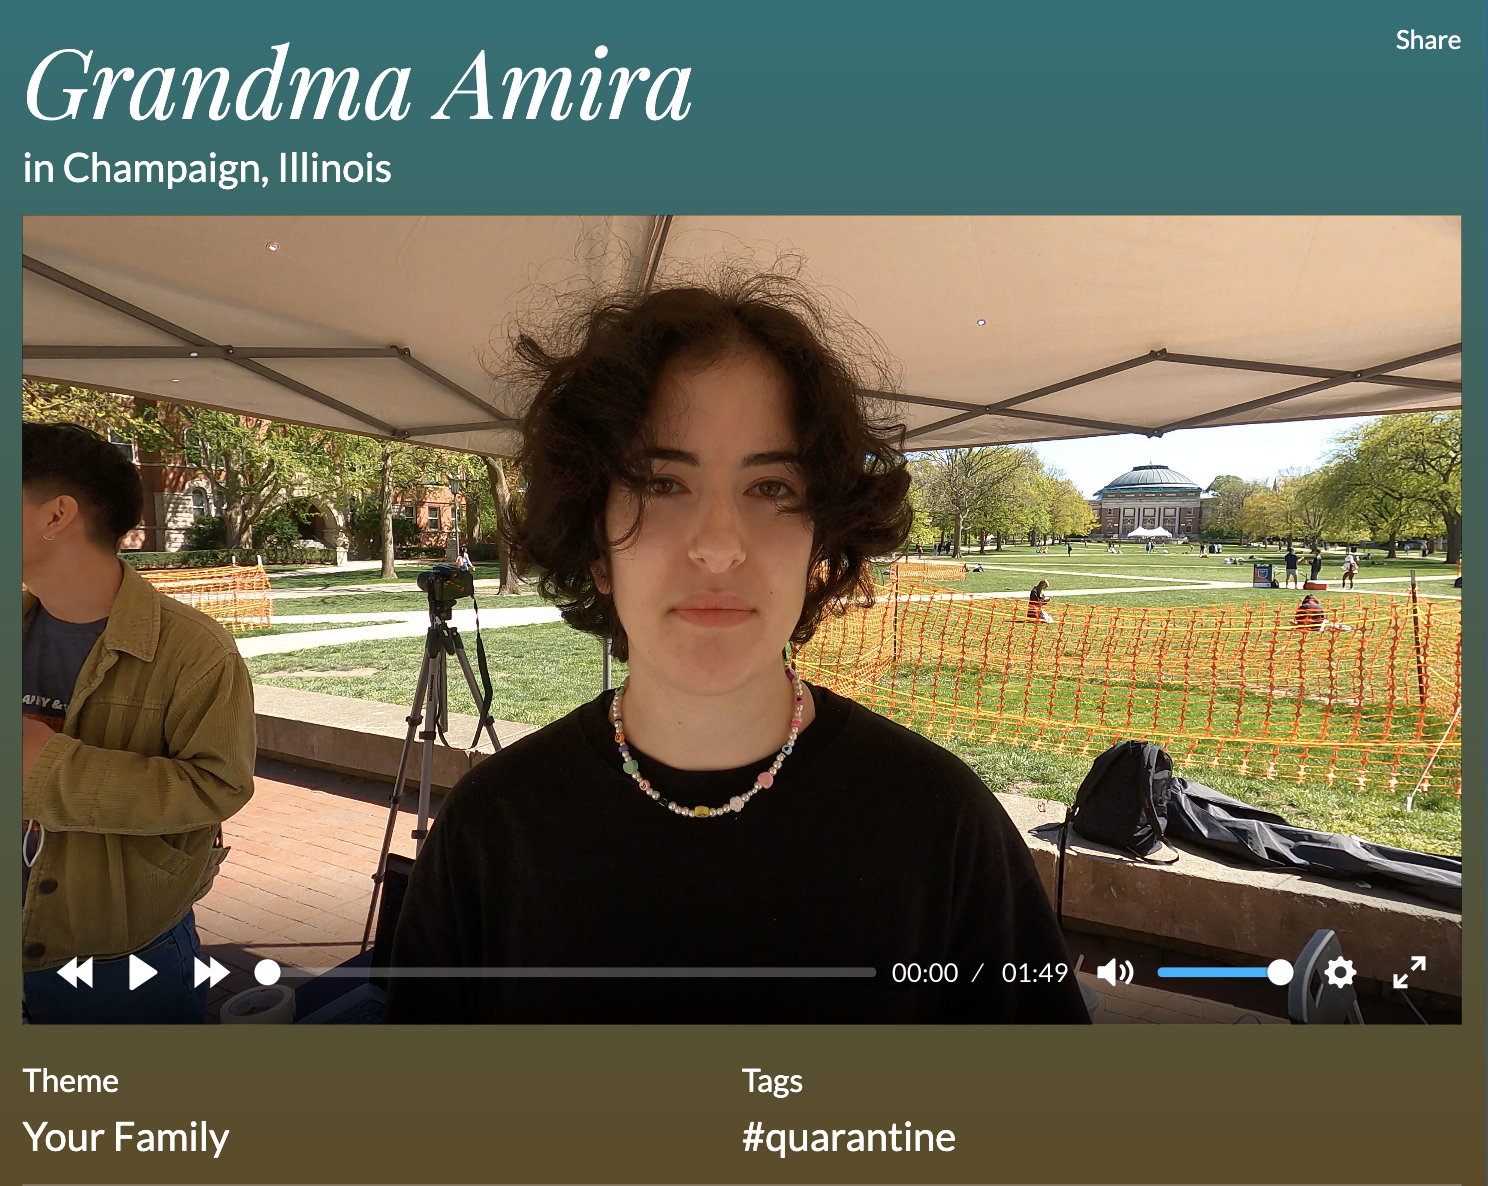 Share
Grandma Amira
in Champaign, Illinois
00:00 / 01:49
Theme
Tags
Your Family
#quarantine